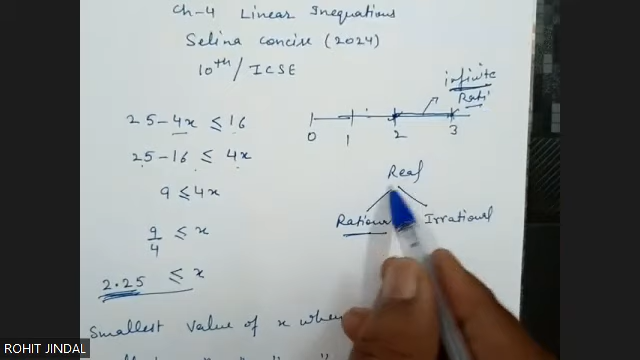 Ch-4 Linear Inequations
Selina Concise (2024)
10th / ICSE
25-4x ≤ 16
25-16 ≤ 4x
9 ≤ 4x
9/4 ≤ x
2.25 ≤ x
infinite
Rati
0 1 2 3
Real
Irrational
Smallest value of x when
ROHIT JINDAL